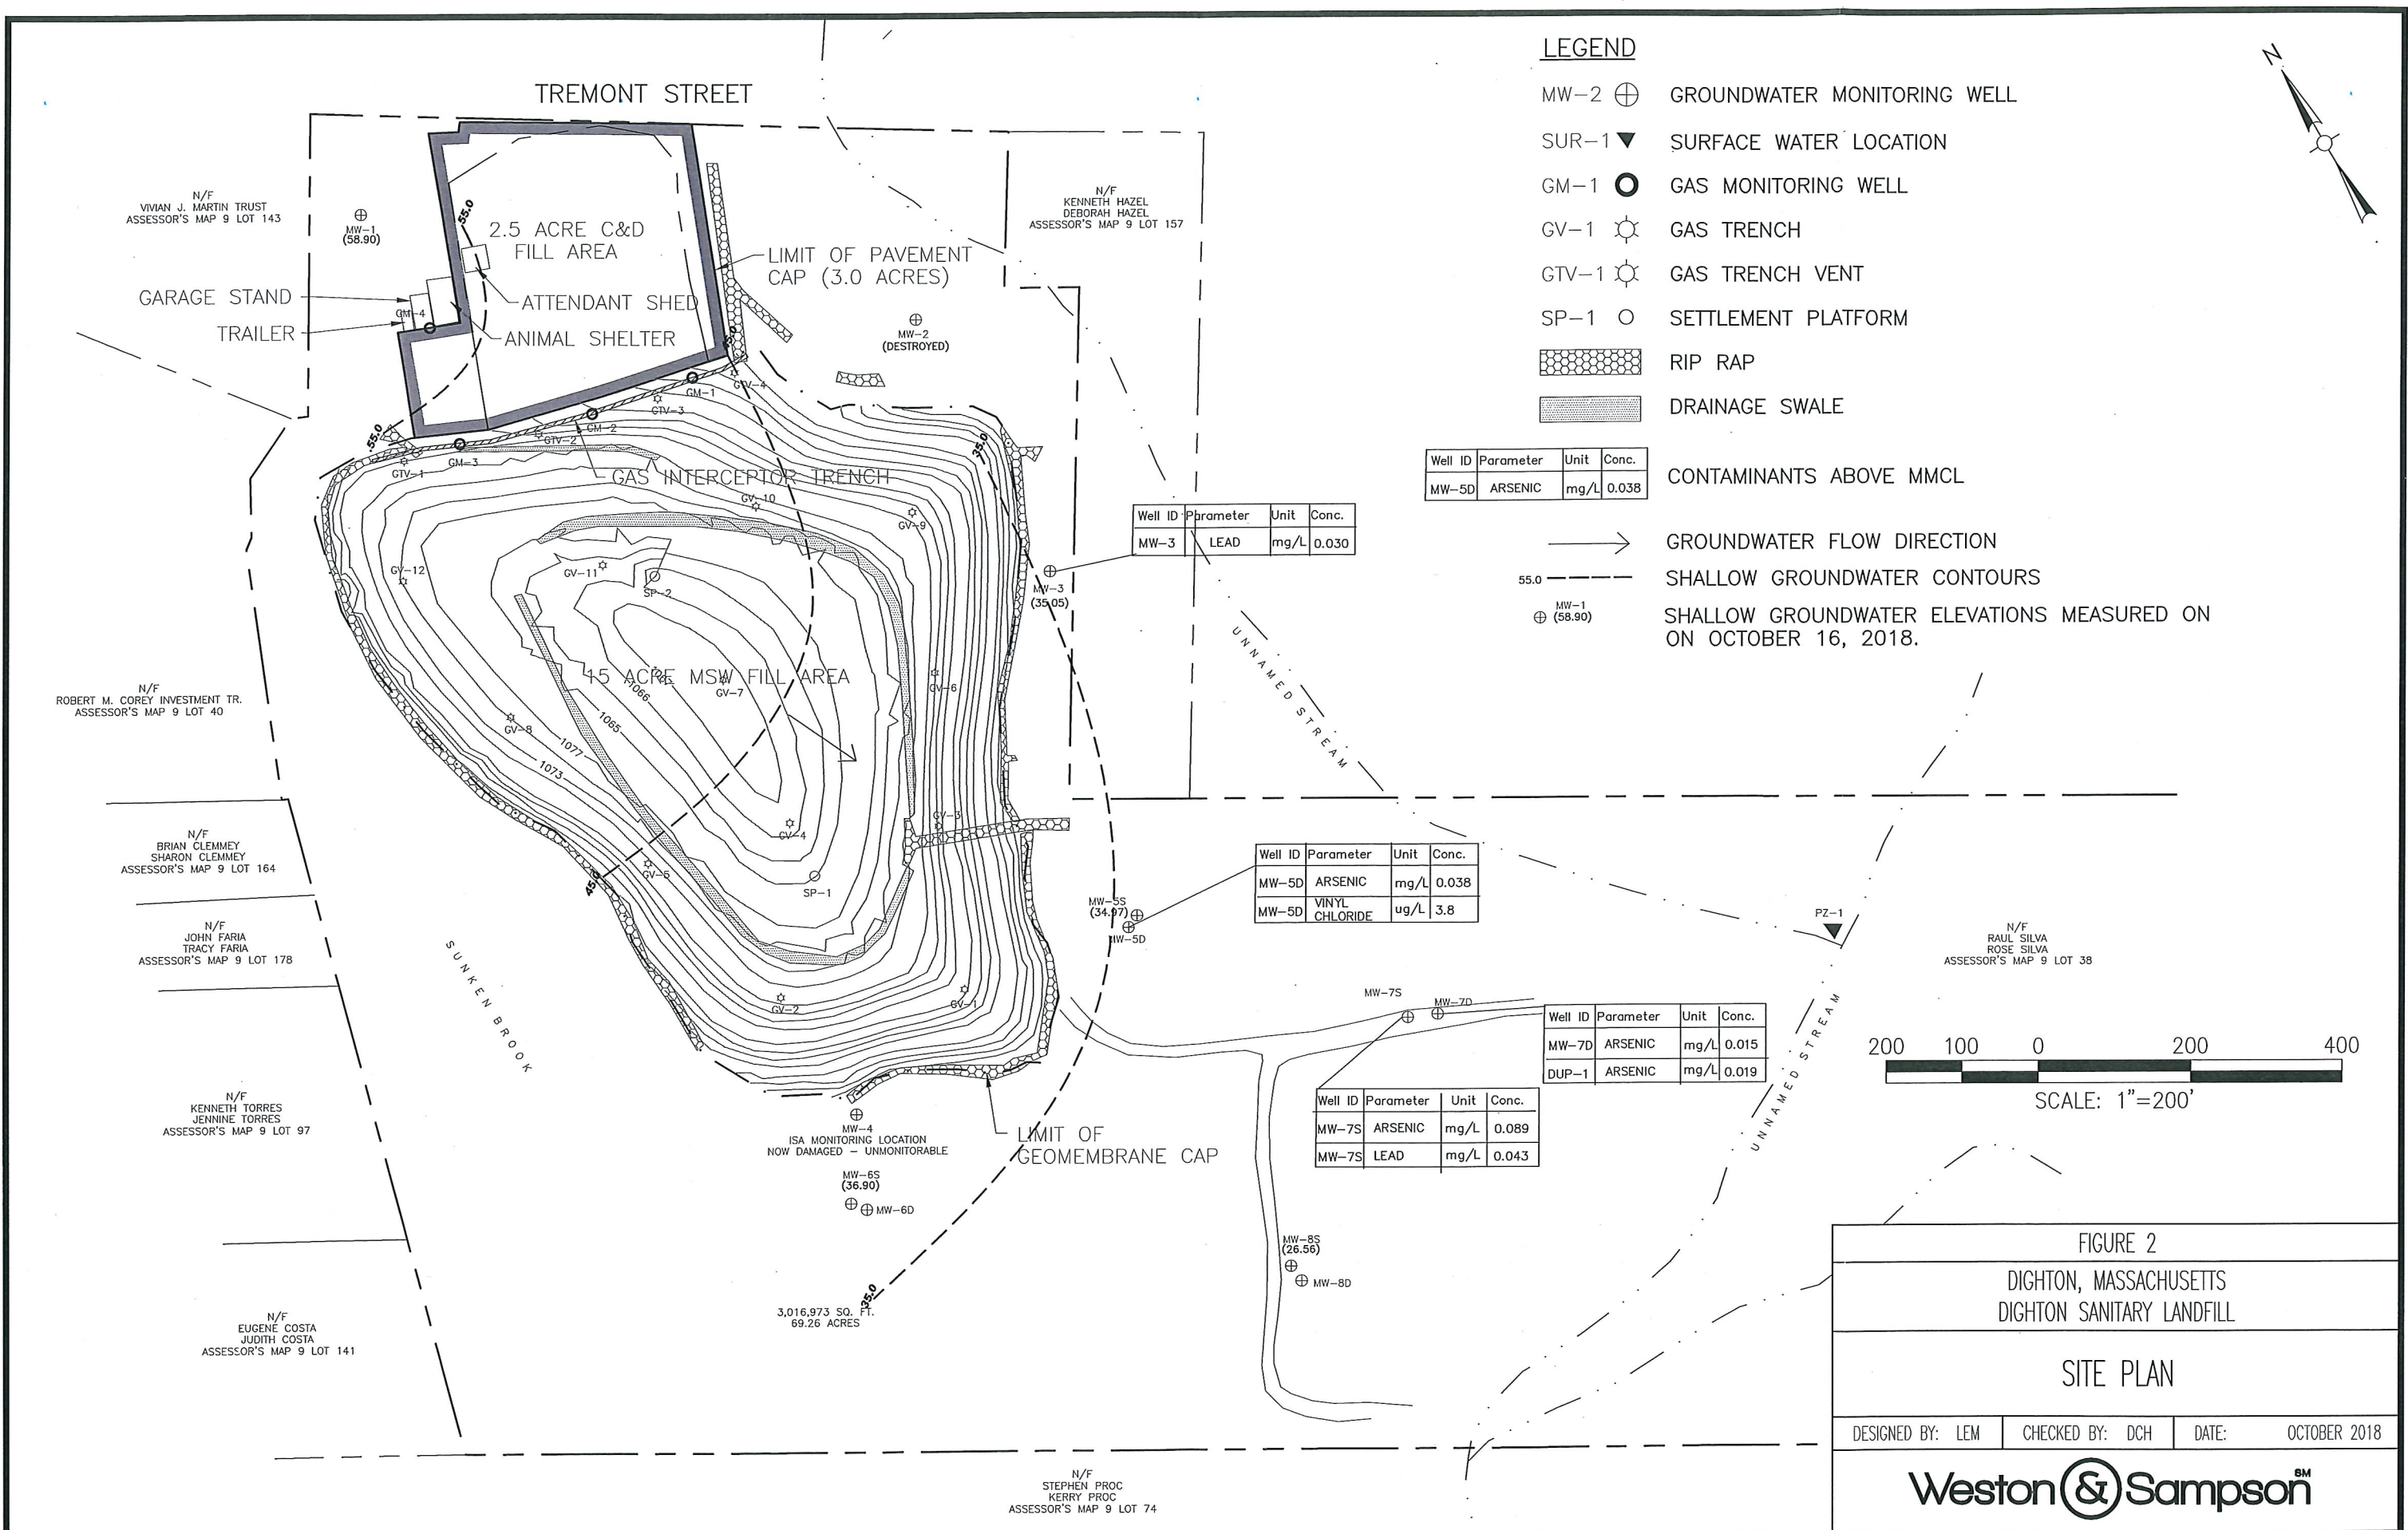 TREMONT STREET
N/F
VIVIAN J. MARTIN TRUST
ASSESSOR'S MAP 9 LOT 143
MW-1
(58.90)
55.0
2.5 ACRE C&D
FILL AREA
LIMIT OF PAVEMENT
CAP (3.0 ACRES)
N/F
KENNETH HAZEL
DEBORAH HAZEL
ASSESSOR'S MAP 9 LOT 157
GARAGE STAND
TRAILER
GM-4
ATTENDANT SHED
ANIMAL SHELTER
MW-2
(DESTROYED)
GTV-4
GM-1
GTV-3
GM-2
GTV-2
55.0
GM-3
GTV-1
35.0
GAS INTERCEPTOR TRENCH
GV-10
GV-9
GV-12
GV-11
SP-2
Well ID Parameter Unit Conc.
MW-3 LEAD mg/L 0.030
MW-3
(35.05)
15 ACRE MSW FILL AREA
1066
GV-7
GV-6
1065
GV-8
1077
1073
N/F
ROBERT M. COREY INVESTMENT TR.
ASSESSOR'S MAP 9 LOT 40
UNNAMED STREAM
GV-3
GV-4
GV-5
SP-1
45.0
N/F
BRIAN CLEMMEY
SHARON CLEMMEY
ASSESSOR'S MAP 9 LOT 164
N/F
JOHN FARIA
TRACY FARIA
ASSESSOR'S MAP 9 LOT 178
SUNKEN BROOK
Well ID Parameter Unit Conc.
MW-5D ARSENIC mg/L 0.038
MW-5D VINYL CHLORIDE ug/L 3.8
MW-5S
(34.97)
MW-5D
PZ-1
N/F
RAUL SILVA
ROSE SILVA
ASSESSOR'S MAP 9 LOT 38
GV-2
GV-1
MW-7S
MW-7D
Well ID Parameter Unit Conc.
MW-7D ARSENIC mg/L 0.015
DUP-1 ARSENIC mg/L 0.019
UNNAMED STREAM
Well ID Parameter Unit Conc.
MW-7S ARSENIC mg/L 0.089
MW-7S LEAD mg/L 0.043
N/F
KENNETH TORRES
JENNINE TORRES
ASSESSOR'S MAP 9 LOT 97
MW-4
ISA MONITORING LOCATION
NOW DAMAGED – UNMONITORABLE
LIMIT OF
GEOMEMBRANE CAP
MW-6S
(36.90)
MW-6D
MW-8S
(26.56)
MW-8D
35.0
3,016,973 SQ. FT.
69.26 ACRES
N/F
EUGENE COSTA
JUDITH COSTA
ASSESSOR'S MAP 9 LOT 141
N/F
STEPHEN PROC
KERRY PROC
ASSESSOR'S MAP 9 LOT 74
LEGEND
MW-2 GROUNDWATER MONITORING WELL
SUR-1 SURFACE WATER LOCATION
GM-1 GAS MONITORING WELL
GV-1 GAS TRENCH
GTV-1 GAS TRENCH VENT
SP-1 SETTLEMENT PLATFORM
RIP RAP
DRAINAGE SWALE
Well ID Parameter Unit Conc.
MW-5D ARSENIC mg/L 0.038
CONTAMINANTS ABOVE MMCL
GROUNDWATER FLOW DIRECTION
55.0 SHALLOW GROUNDWATER CONTOURS
MW-1
(58.90)
SHALLOW GROUNDWATER ELEVATIONS MEASURED ON
ON OCTOBER 16, 2018.
N
200 100 0 200 400
SCALE: 1"=200'
FIGURE 2
DIGHTON, MASSACHUSETTS
DIGHTON SANITARY LANDFILL
SITE PLAN
DESIGNED BY: LEM CHECKED BY: DCH DATE: OCTOBER 2018
Weston & Sampson SM